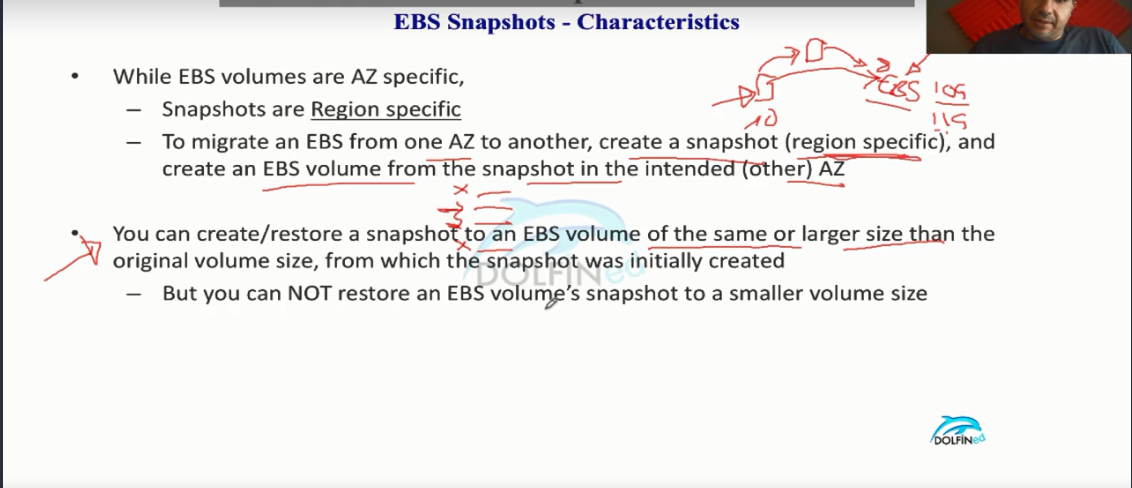 EBS Snapshots - Characteristics
EBS 10G
10
11G
• While EBS volumes are AZ specific,
– Snapshots are Region specific
– To migrate an EBS from one AZ to another, create a snapshot (region specific), and
create an EBS volume from the snapshot in the intended (other) AZ
• You can create/restore a snapshot to an EBS volume of the same or larger size than the
original volume size, from which the snapshot was initially created
– But you can NOT restore an EBS volume's snapshot to a smaller volume size
DOLFINed
DOLFINed